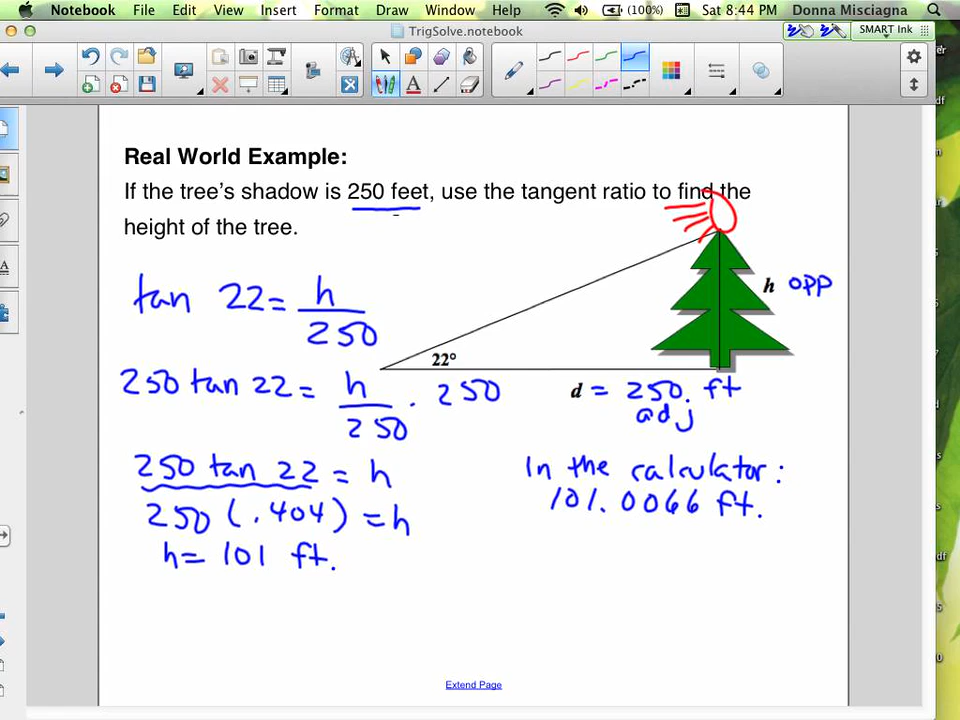 Notebook File Edit View Insert Format Draw Window Help (100%) Sat 8:44 PM Donna Misciagna
TrigSolve.notebook
SMART Ink
Real World Example:
If the tree's shadow is 250 feet, use the tangent ratio to find the
height of the tree.
tan 22 = h
250
h opp
22°
250 tan 22 = h · 250
250
d = 250. ft
adj
250 tan 22 = h
250 (.404) = h
h = 101 ft.
In the calculator:
101.0066 ft.
Extend Page